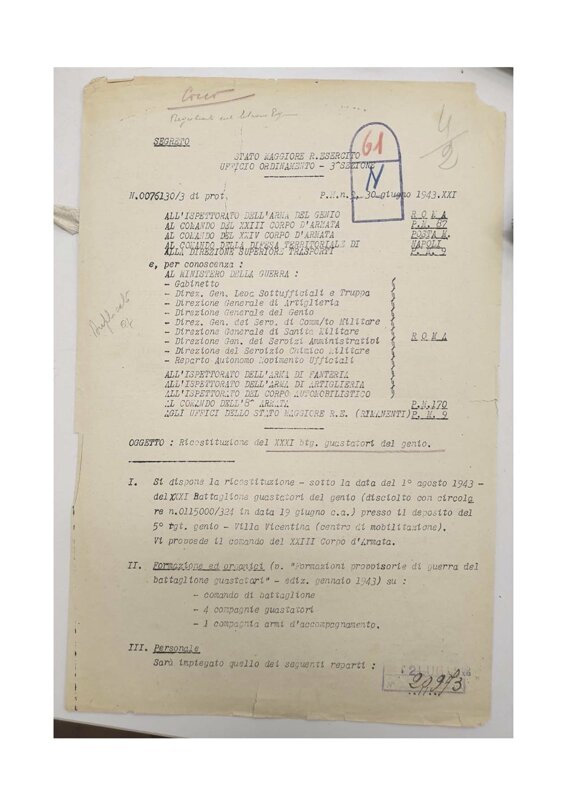 SEGRETO
STATO MAGGIORE R.ESERCITO
UFFICIO ORDINAMENTO - 3^ SEZIONE
61
N
4/2
N.0076130/3 di prot. P.M.n.9, 30 giugno 1943.XXI
ALL'ISPETTORATO DELL'ARMA DEL GENIO R O M A
AL COMANDO DEL XXIII CORPO D'ARMATA P.M. 87
AL COMANDO DEL XXIV CORPO D'ARMATA POSTA M.
AL COMANDO DELLA DIFESA TERRITORIALE DI NAPOLI
ALLA DIREZIONE SUPERIORE TRASPORTI P.M. 9
e, per conoscenza :
AL MINISTERO DELLA GUERRA :
- Gabinetto
- Direz. Gen. Leva Sottufficiali e Truppa
- Direzione Generale di Artiglieria
- Direzione Generale del Genio
- Direz. Gen. dei Serv. di Comm/to Militare
- Direzione Generale di Sanità Militare
- Direzione Gen. dei Servizi Amministrativi R O M A
- Direzione del Servizio Chimico Militare
- Reparto Autonomo Movimento Ufficiali
ALL'ISPETTORATO DELL'ARMA DI FANTERIA
ALL'ISPETTORATO DELL'ARMA DI ARTIGLIERIA
ALL'ISPETTORATO DEL CORPO AUTOMOBILISTICO
AL COMANDO DELL'8^ ARMATA P.M.170
AGLI UFFICI DELLO STATO MAGGIORE R.E. (RIMANENTI) P.M. 9
OGGETTO : Ricostituzione del XXXI btg. guastatori del genio.
I. Si dispone la ricostituzione - sotto la data del 1° agosto 1943 -
del XXXI Battaglione guastatori del genio (disciolto con circola
re n.0115000/324 in data 19 giugno c.a.) presso il deposito del
5° rgt. genio - Villa Vicentina (centro di mobilitazione).
Vi provvede il comando del XXIII Corpo d'Armata.
II. Formazione ed organici (v. "Formazioni provvisorie di guerra del
battaglione guastatori" - ediz. gennaio 1943) su :
- comando di battaglione
- 4 compagnie guastatori
- 1 compagnia armi d'accompagnamento.
III. Personale
Sarà impiegato quello dei seguenti reparti :
20973